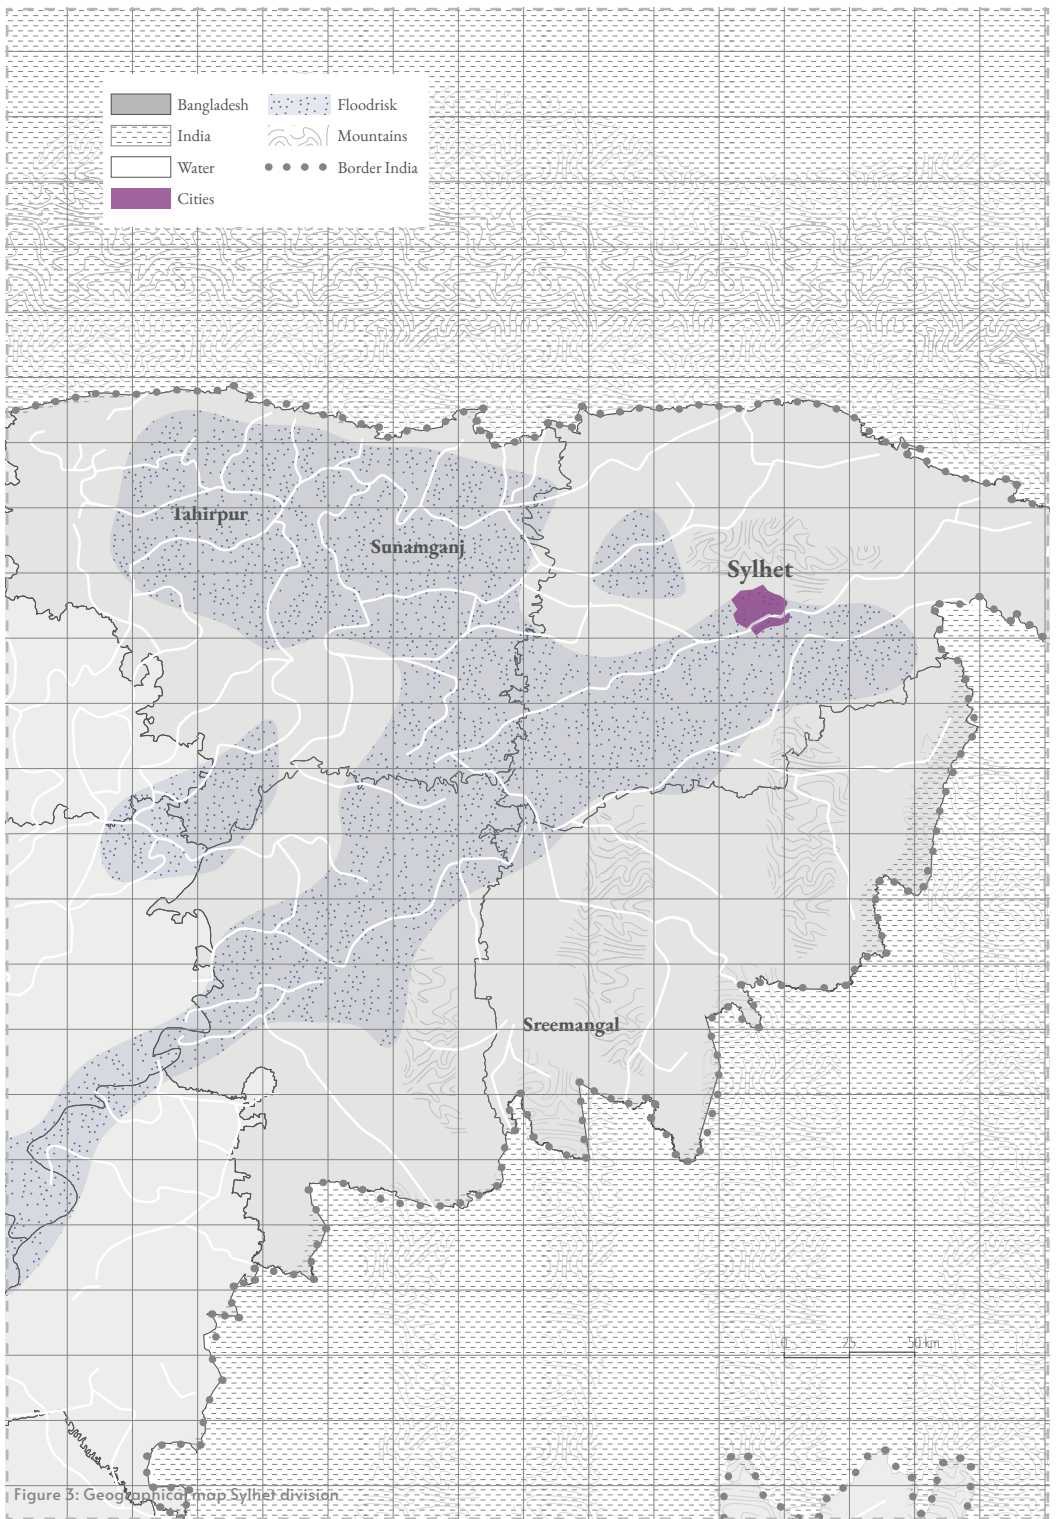 Bangladesh
Floodrisk
India
Mountains
Water
Border India
Cities
Tahirpur
Sunamganj
Sylhet
Sreemangal
0 25 50 km
Figure 3: Geographical map Sylhet division